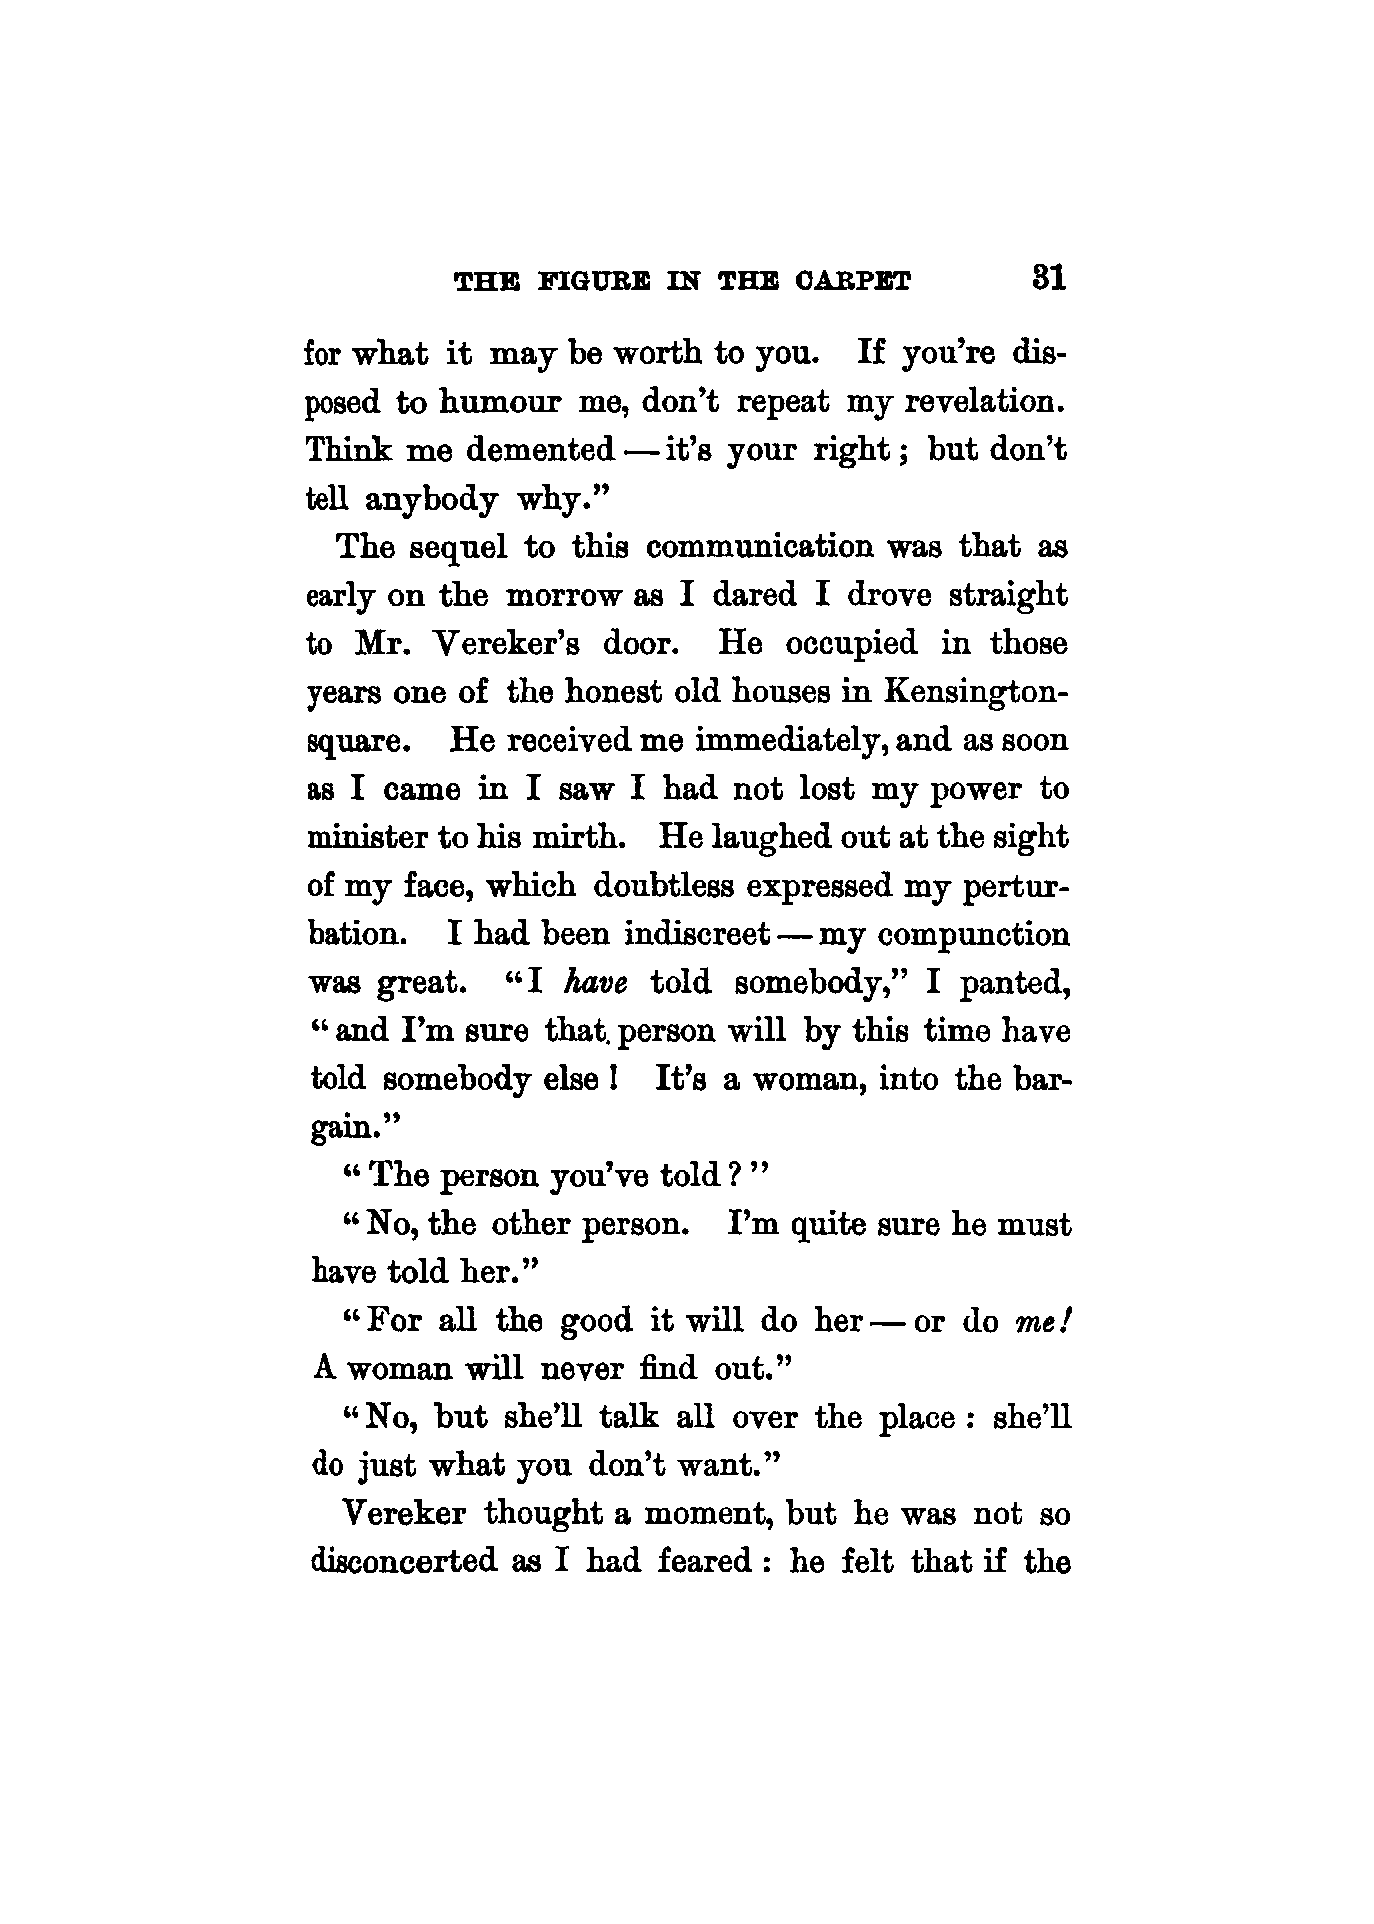 THE FIGURE IN THE CARPET 31
for what it may be worth to you. If you're dis-
posed to humour me, don't repeat my revelation.
Think me demented — it's your right ; but don't
tell anybody why."
The sequel to this communication was that as
early on the morrow as I dared I drove straight
to Mr. Vereker's door. He occupied in those
years one of the honest old houses in Kensington-
square. He received me immediately, and as soon
as I came in I saw I had not lost my power to
minister to his mirth. He laughed out at the sight
of my face, which doubtless expressed my pertur-
bation. I had been indiscreet — my compunction
was great. "I have told somebody," I panted,
"and I'm sure that. person will by this time have
told somebody else ! It's a woman, into the bar-
gain."
"The person you've told ? "
"No, the other person. I'm quite sure he must
have told her."
"For all the good it will do her — or do me!
A woman will never find out."
"No, but she'll talk all over the place : she'll
do just what you don't want."
Vereker thought a moment, but he was not so
disconcerted as I had feared : he felt that if the